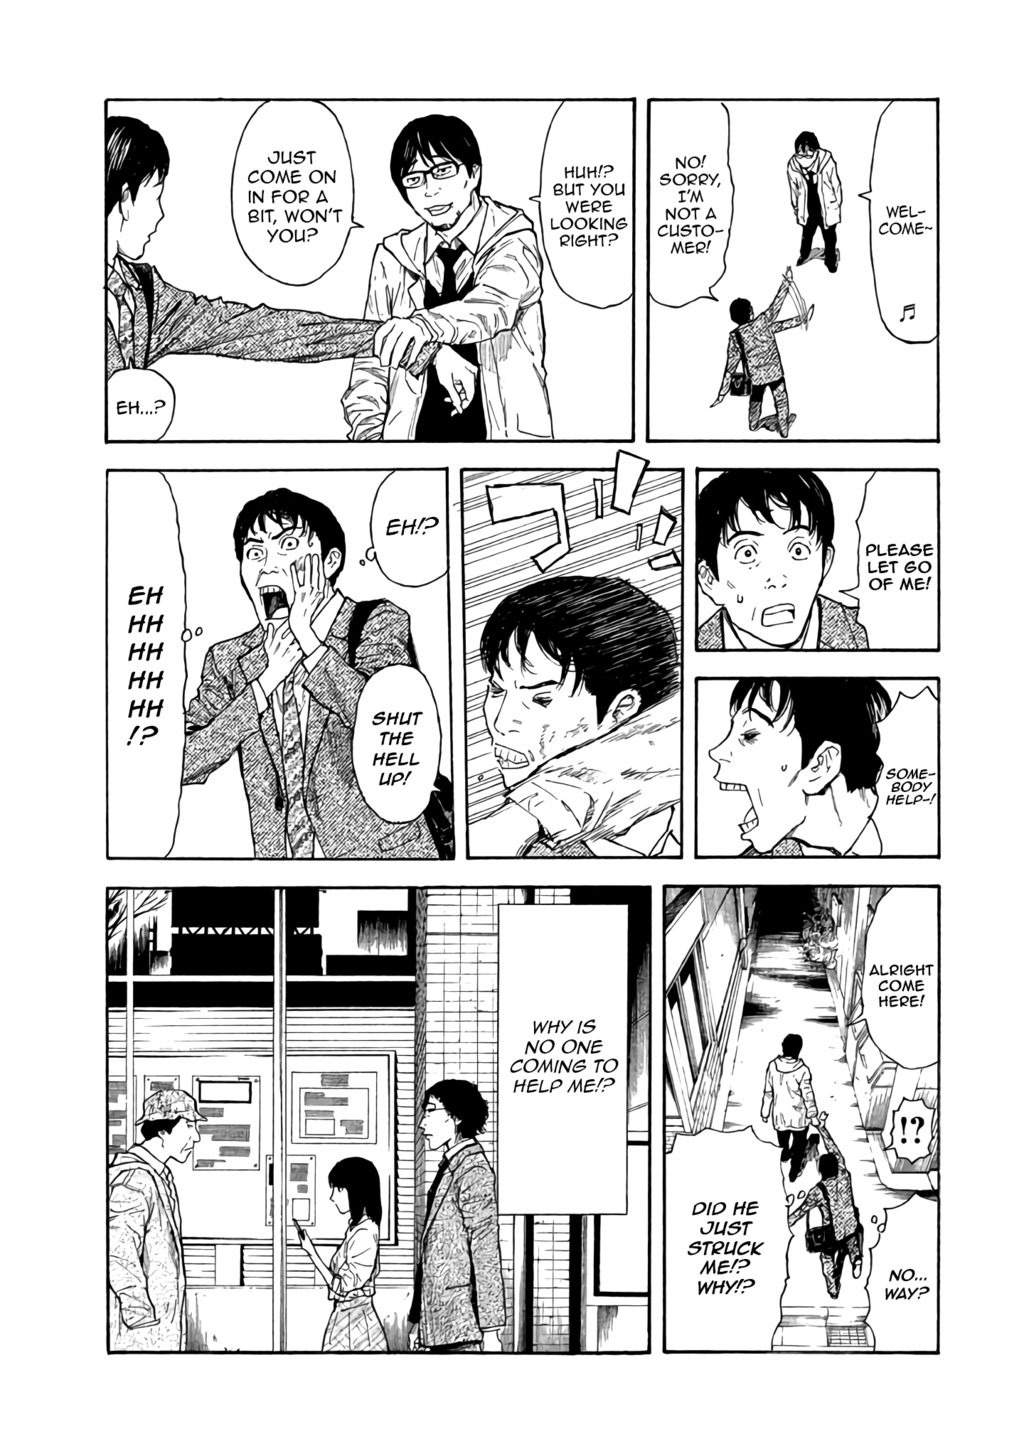 WEL-
COME~
♫
NO!
SORRY,
I'M
NOT A
CUSTO-
MER!
HUH!?
BUT YOU
WERE
LOOKING
RIGHT?
JUST
COME ON
IN FOR A
BIT, WON'T
YOU?
EH...?
PLEASE
LET GO
OF ME!
SOME-
BODY
HELP~!
ゴッ
EH!?
SHUT
THE
HELL
UP!
EH
HH
HH
HH
HH
!?
ALRIGHT
COME
HERE!
!?
NO...
WAY?
DID HE
JUST
STRUCK
ME!?
WHY!?
WHY IS
NO ONE
COMING TO
HELP ME!?